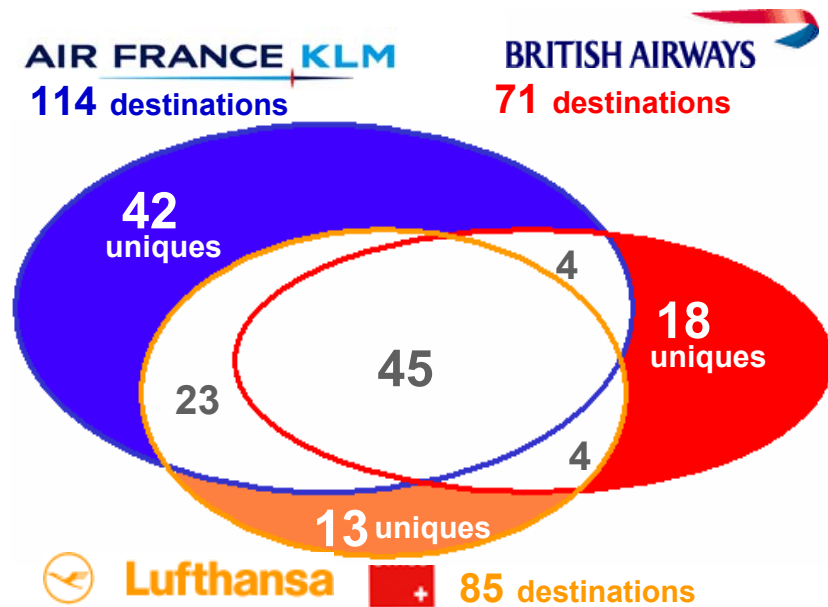 AIR FRANCE KLM
BRITISH AIRWAYS
114 destinations
71 destinations
42
uniques
4
18
uniques
45
23
4
13 uniques
Lufthansa
85 destinations